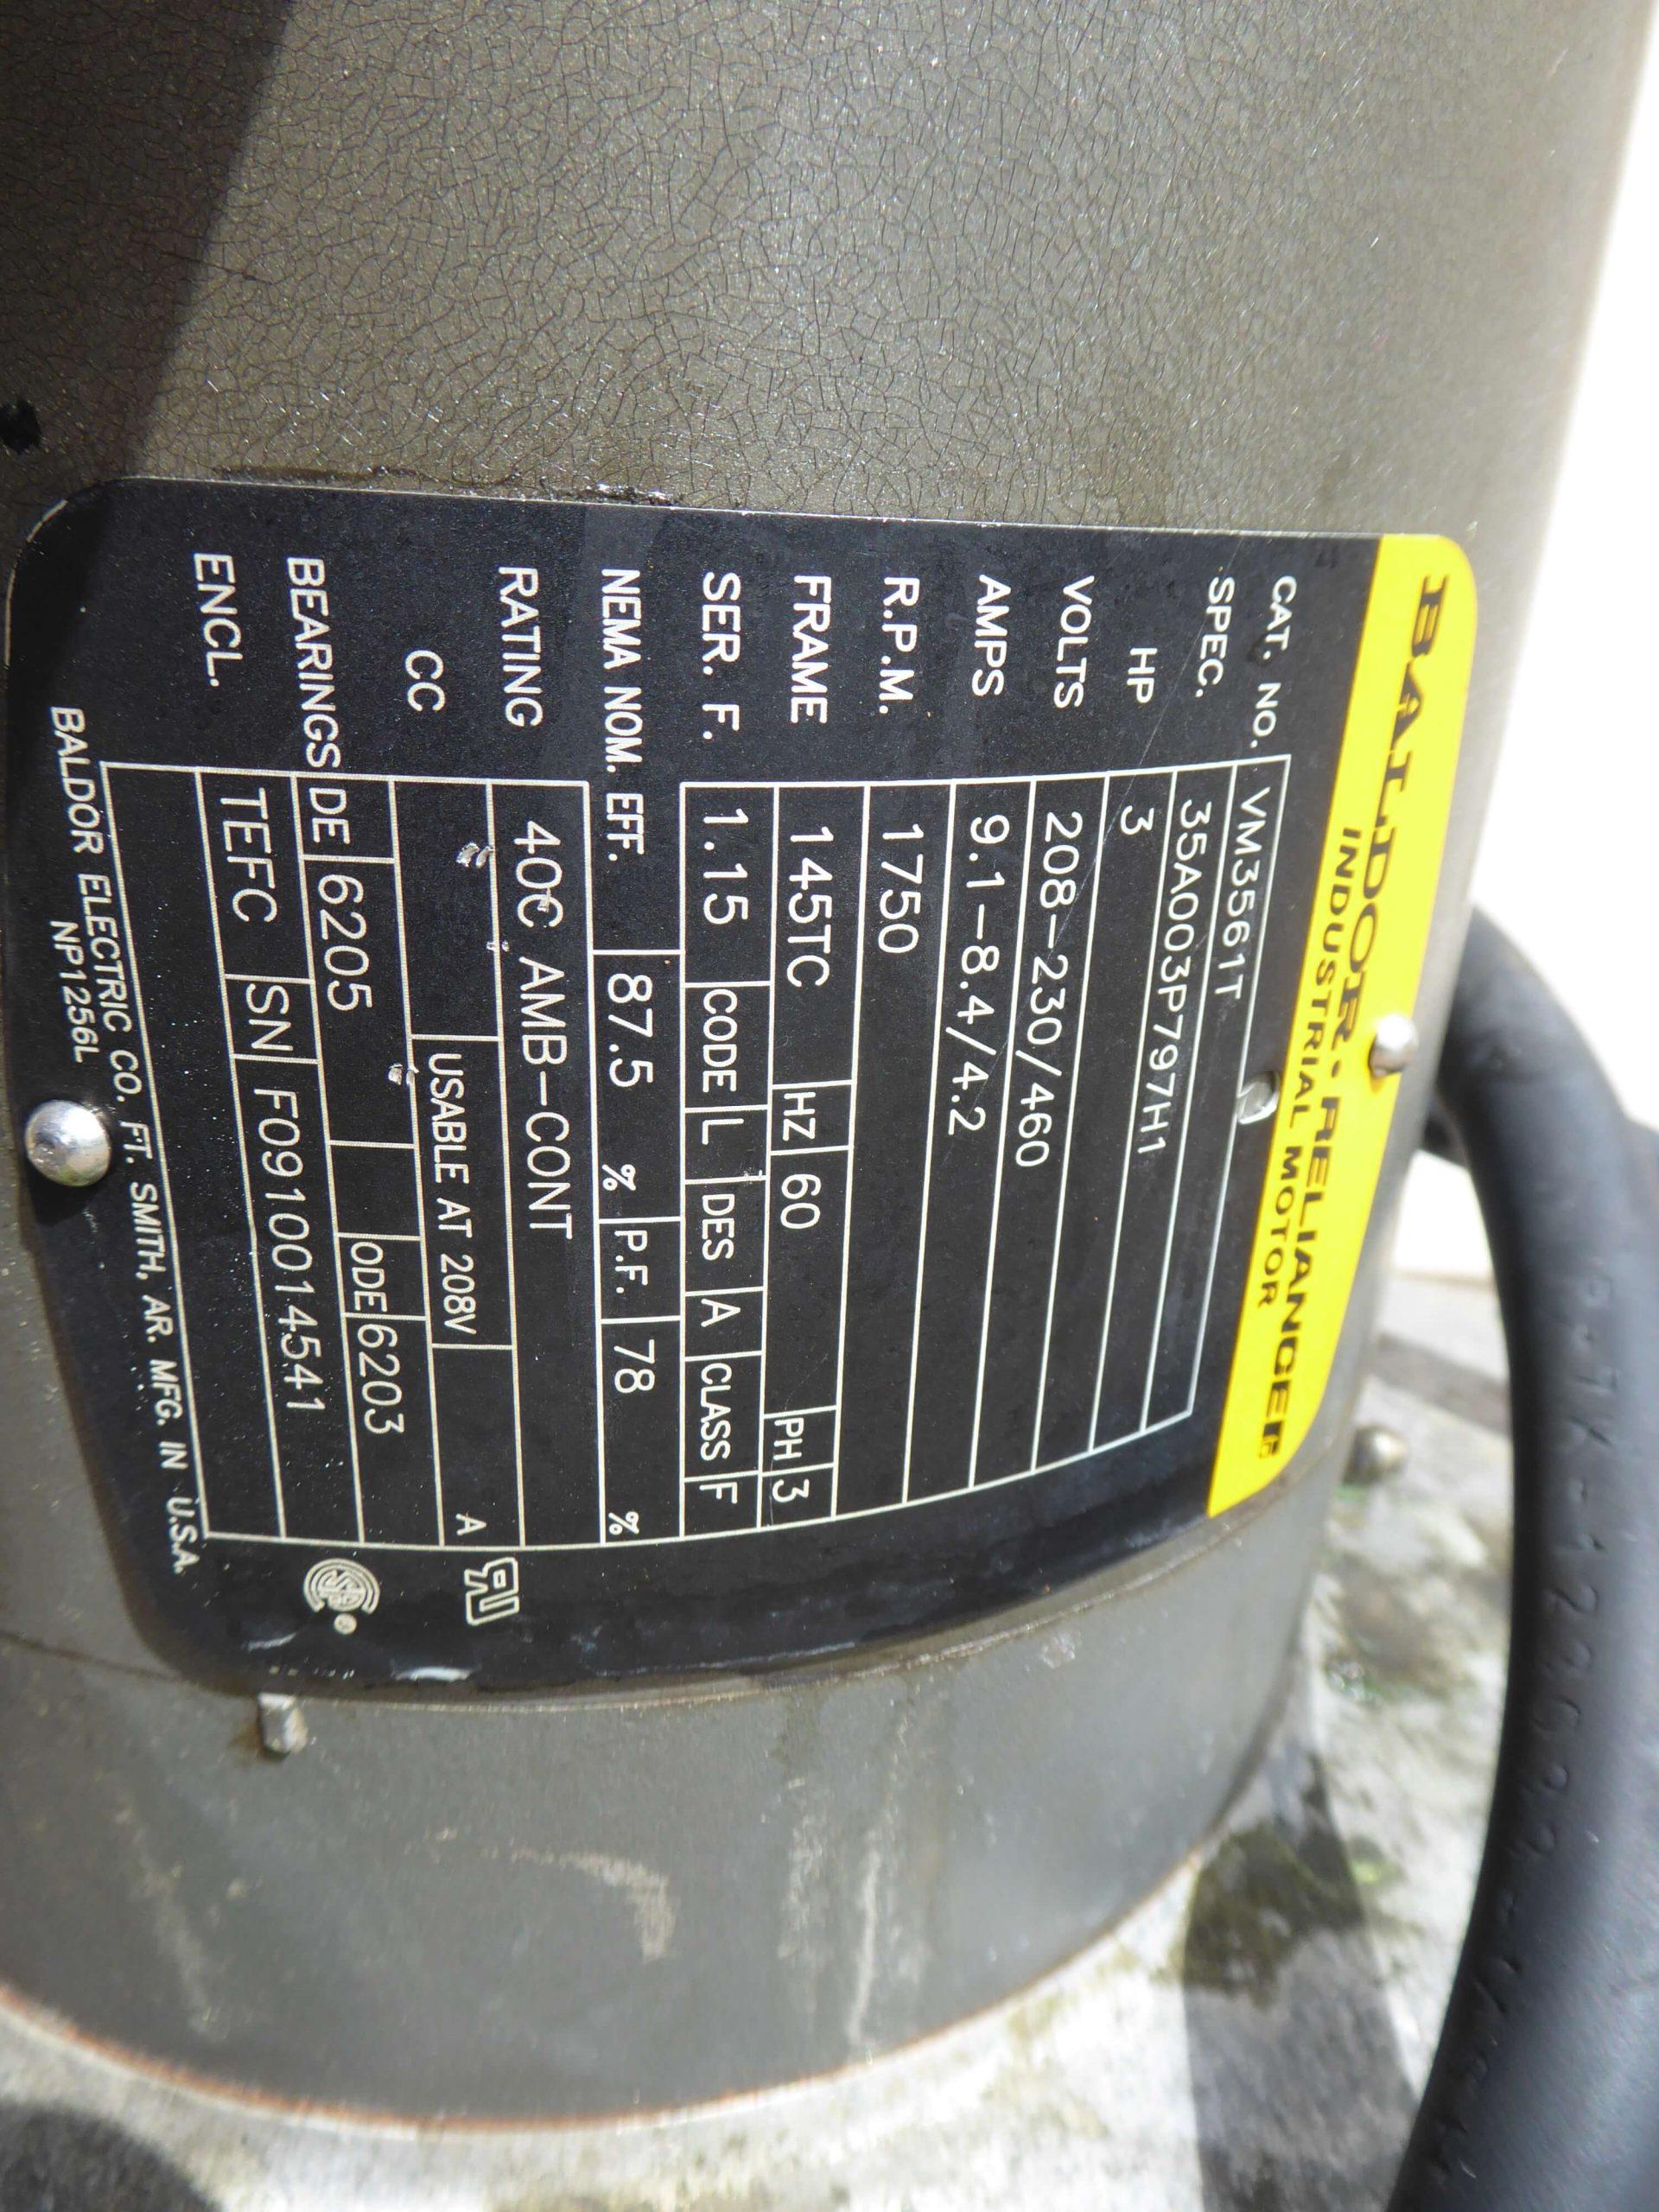 BALDOR · RELIANCER
INDUSTRIAL MOTOR
CAT. NO. VM3561T
SPEC. 35A003P797H1
HP 3
VOLTS 208-230/460
AMPS 9.1-8.4/4.2
R.P.M. 1750
FRAME 145TC HZ 60 PH 3
SER. F. 1.15 CODE L DES A CLASS F
NEMA NOM. EFF. 87.5 % P.F. 78 %
RATING 40C AMB-CONT
CC USABLE AT 208V A
BEARINGS DE 6205 ODE 6203
ENCL. TEFC SN F0910014541
BALDOR ELECTRIC CO. FT. SMITH, AR. MFG. IN U.S.A.
NP1256L